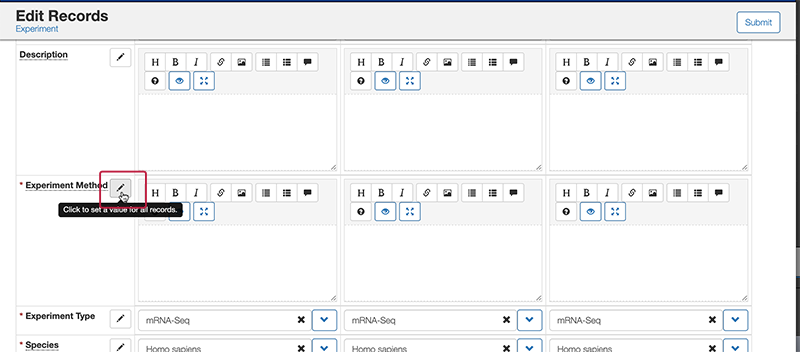 Edit Records
Experiment
Submit
Description
H B I H B I H B I
* Experiment Method
H B I H B I H B I
Click to set a value for all records.
* Experiment Type mRNA-Seq mRNA-Seq mRNA-Seq
* Species Homo sapiens Homo sapiens Homo sapiens